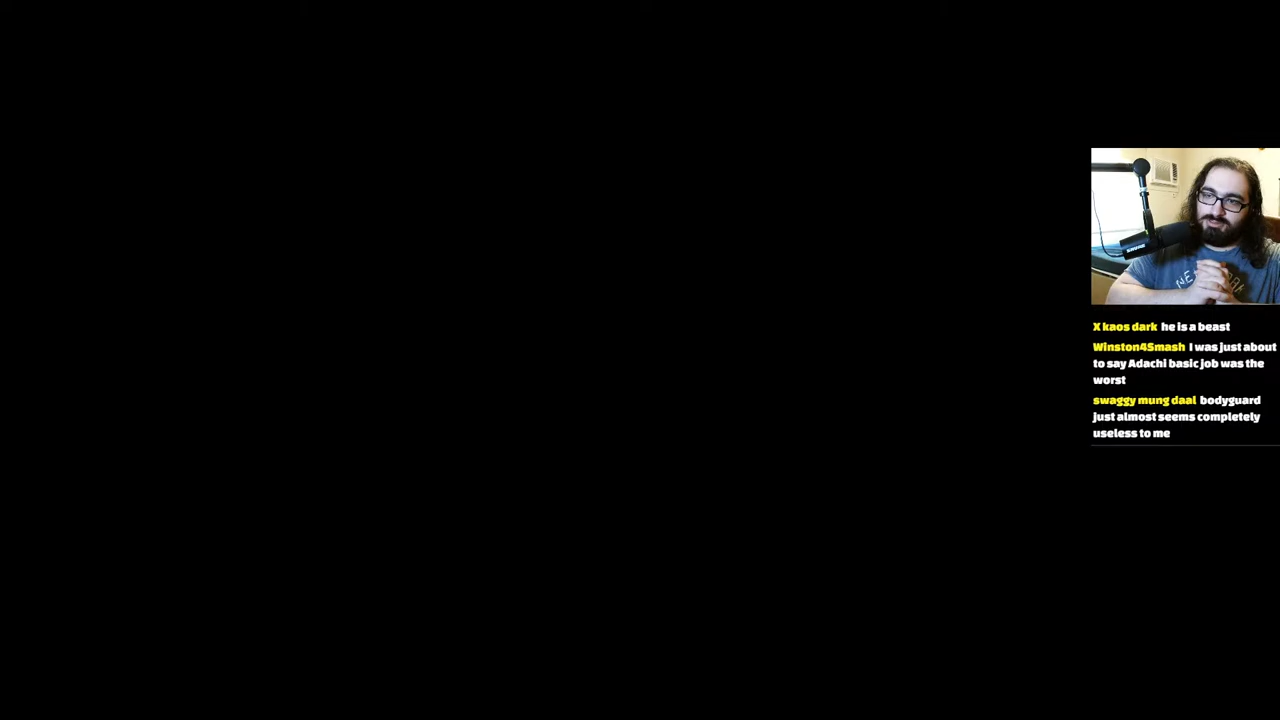 SHURE
X kaos dark he is a beast
Winston4Smash I was just about
to say Adachi basic job was the
worst
swaggy mung daal bodyguard
just almost seems completely
useless to me